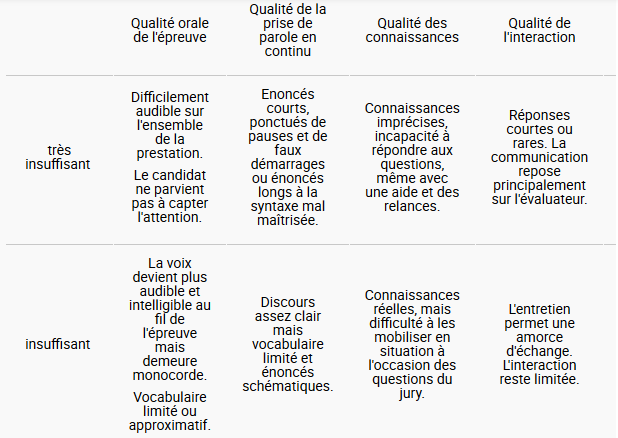 Qualité orale
de l'épreuve
Qualité de la
prise de
parole en
continu
Qualité des
connaissances
Qualité de
l'interaction
très
insuffisant
Difficilement
audible sur
l'ensemble
de la
prestation.
Le candidat
ne parvient
pas à capter
l'attention.
Enoncés
courts,
ponctués de
pauses et de
faux
démarrages
ou énoncés
longs à la
syntaxe mal
maîtrisée.
Connaissances
imprécises,
incapacité à
répondre aux
questions,
même avec
une aide et des
relances.
Réponses
courtes ou
rares. La
communication
repose
principalement
sur l'évaluateur.
insuffisant
La voix
devient plus
audible et
intelligible au
fil de
l'épreuve
mais
demeure
monocorde.
Vocabulaire
limité ou
approximatif.
Discours
assez clair
mais
vocabulaire
limité et
énoncés
schématiques.
Connaissances
réelles, mais
difficulté à les
mobiliser en
situation à
l'occasion des
questions du
jury.
L'entretien
permet une
amorce
d'échange.
L'interaction
reste limitée.